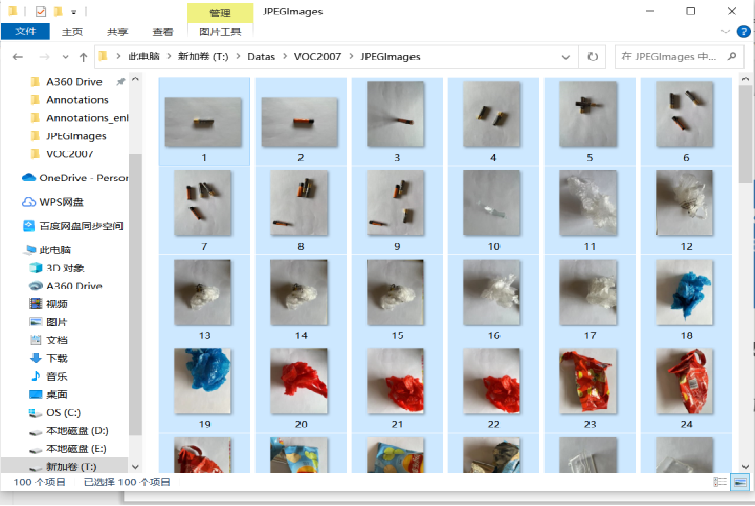 管理
JPEGImages
文件
主页
共享
查看
图片工具
此电脑 › 新加卷 (T:) › Datas › VOC2007 › JPEGImages
在 JPEGImages 中...
A360 Drive
Annotations
Annotations_enl
JPEGImages
VOC2007
OneDrive - Person
WPS网盘
百度网盘同步空间
此电脑
3D 对象
A360 Drive
视频
图片
文档
下载
音乐
桌面
OS (C:)
本地磁盘 (D:)
本地磁盘 (E:)
新加卷 (T:)
1 2 3 4 5 6
7 8 9 10 11 12
13 14 15 16 17 18
19 20 21 22 23 24
100 个项目 已选择 100 个项目